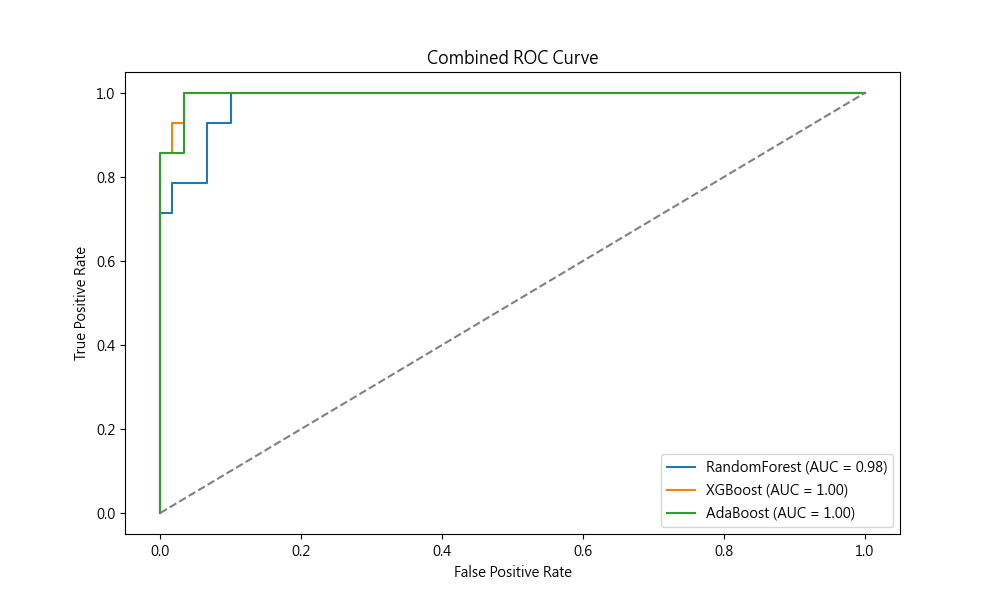 Combined ROC Curve
True Positive Rate
1.0
0.8
0.6
0.4
0.2
0.0
0.0 0.2 0.4 0.6 0.8 1.0
False Positive Rate
RandomForest (AUC = 0.98)
XGBoost (AUC = 1.00)
AdaBoost (AUC = 1.00)